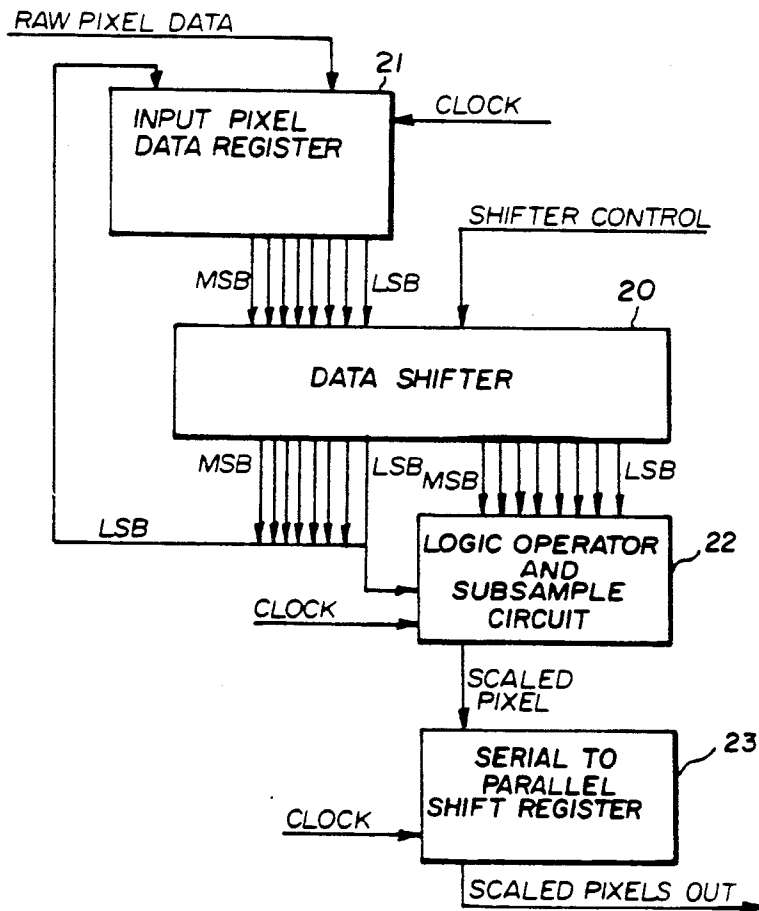 RAW PIXEL DATA
21
INPUT PIXEL
DATA REGISTER
CLOCK
SHIFTER CONTROL
MSB
LSB
20
DATA SHIFTER
MSB
LSB
MSB
LSB
LSB
LOGIC OPERATOR
AND
SUBSAMPLE
CIRCUIT
22
CLOCK
SCALED
PIXEL
SERIAL TO
PARALLEL
SHIFT REGISTER
23
CLOCK
SCALED PIXELS OUT